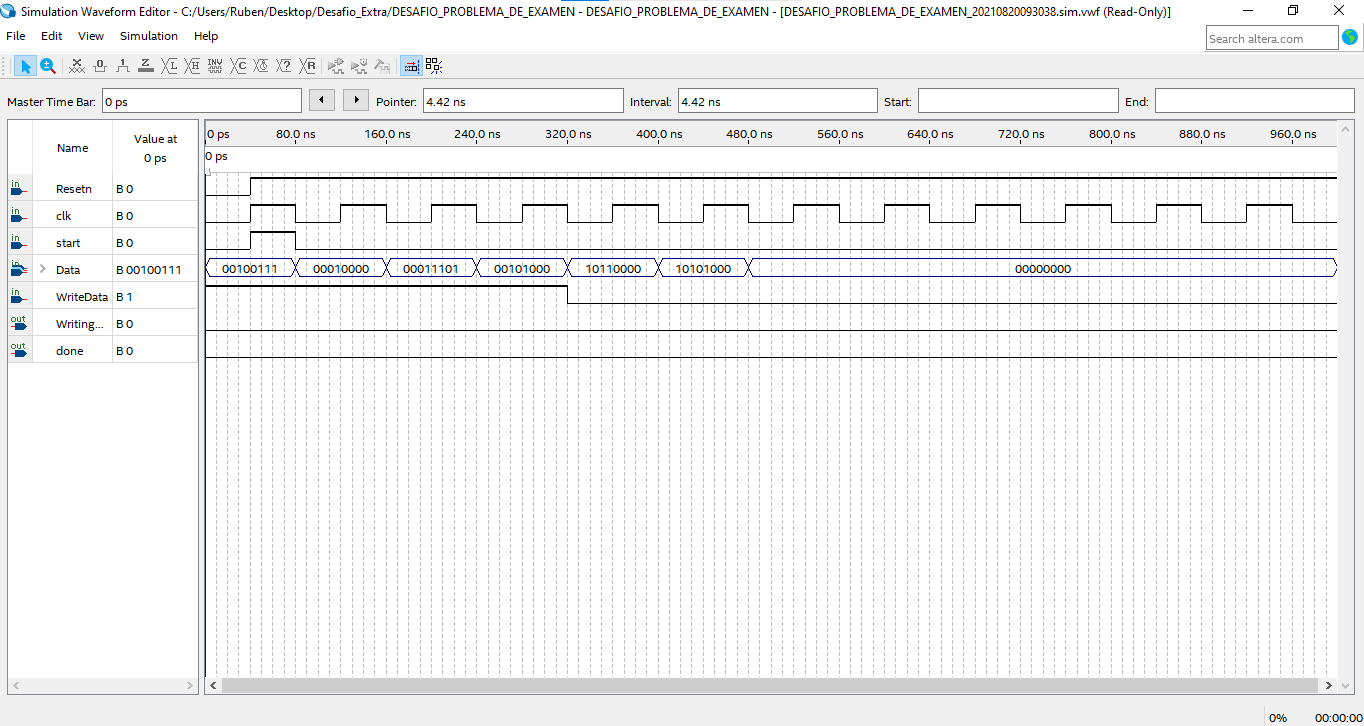 Simulation Waveform Editor - C:/Users/Ruben/Desktop/Desafio_Extra/DESAFIO_PROBLEMA_DE_EXAMEN - DESAFIO_PROBLEMA_DE_EXAMEN - [DESAFIO_PROBLEMA_DE_EXAMEN_20210820093038.sim.vwf (Read-Only)]
File Edit View Simulation Help
Search altera.com
Master Time Bar: 0 ps Pointer: 4.42 ns Interval: 4.42 ns Start: End:
Name Value at 0 ps
0 ps 80.0 ns 160.0 ns 240.0 ns 320.0 ns 400.0 ns 480.0 ns 560.0 ns 640.0 ns 720.0 ns 800.0 ns 880.0 ns 960.0 ns
0 ps
in Resetn B 0
in clk B 0
in start B 0
in Data B 00100111 00100111 00010000 00011101 00101000 10110000 10101000 00000000
in WriteData B 1
out Writing... B 0
out done B 0
0% 00:00:00